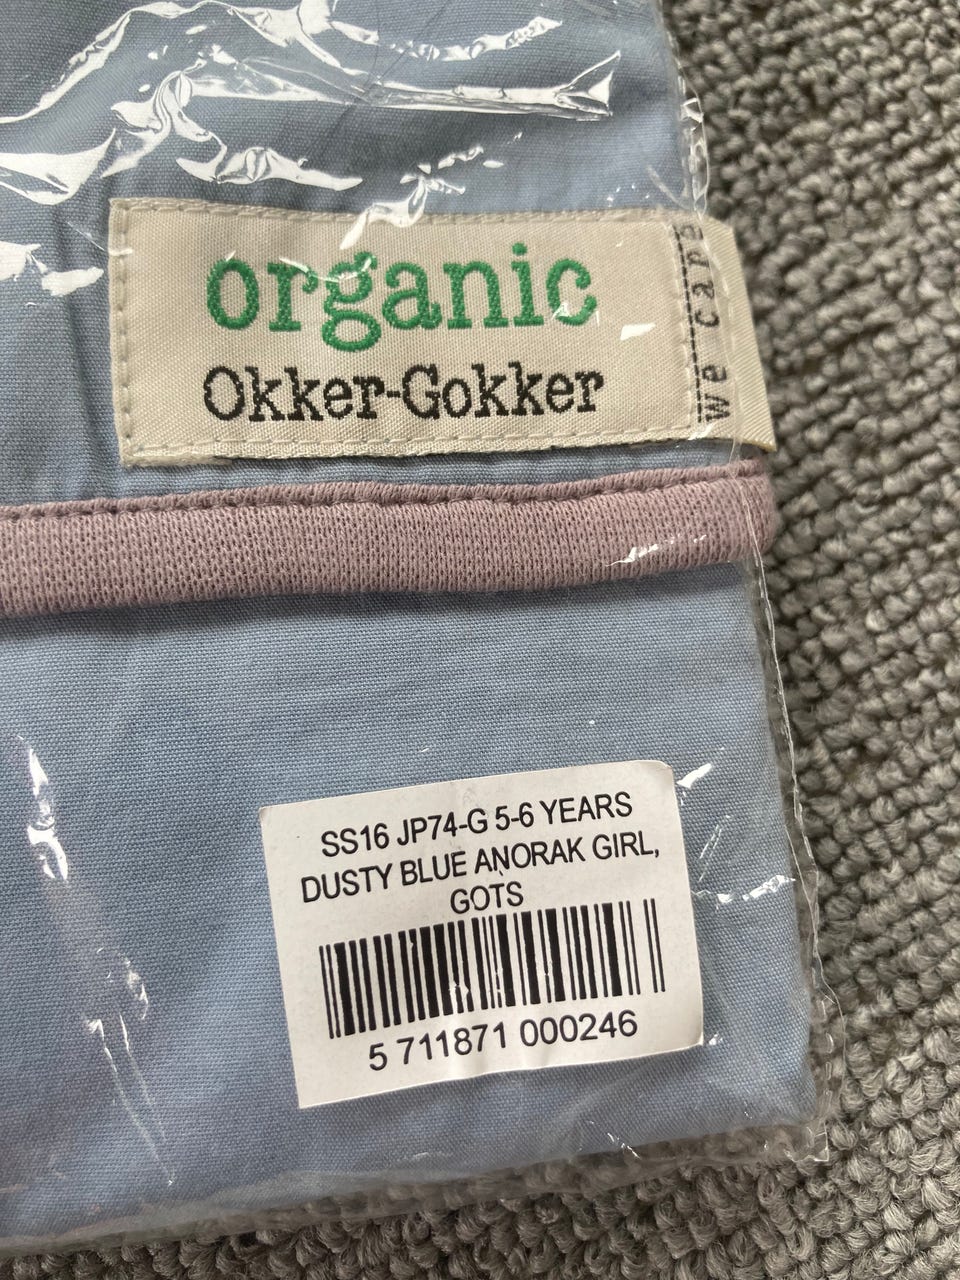 organic
Okker-Gokker
we care
SS16 JP74-G 5-6 YEARS
DUSTY BLUE ANORAK GIRL,
GOTS
5 711871 000246